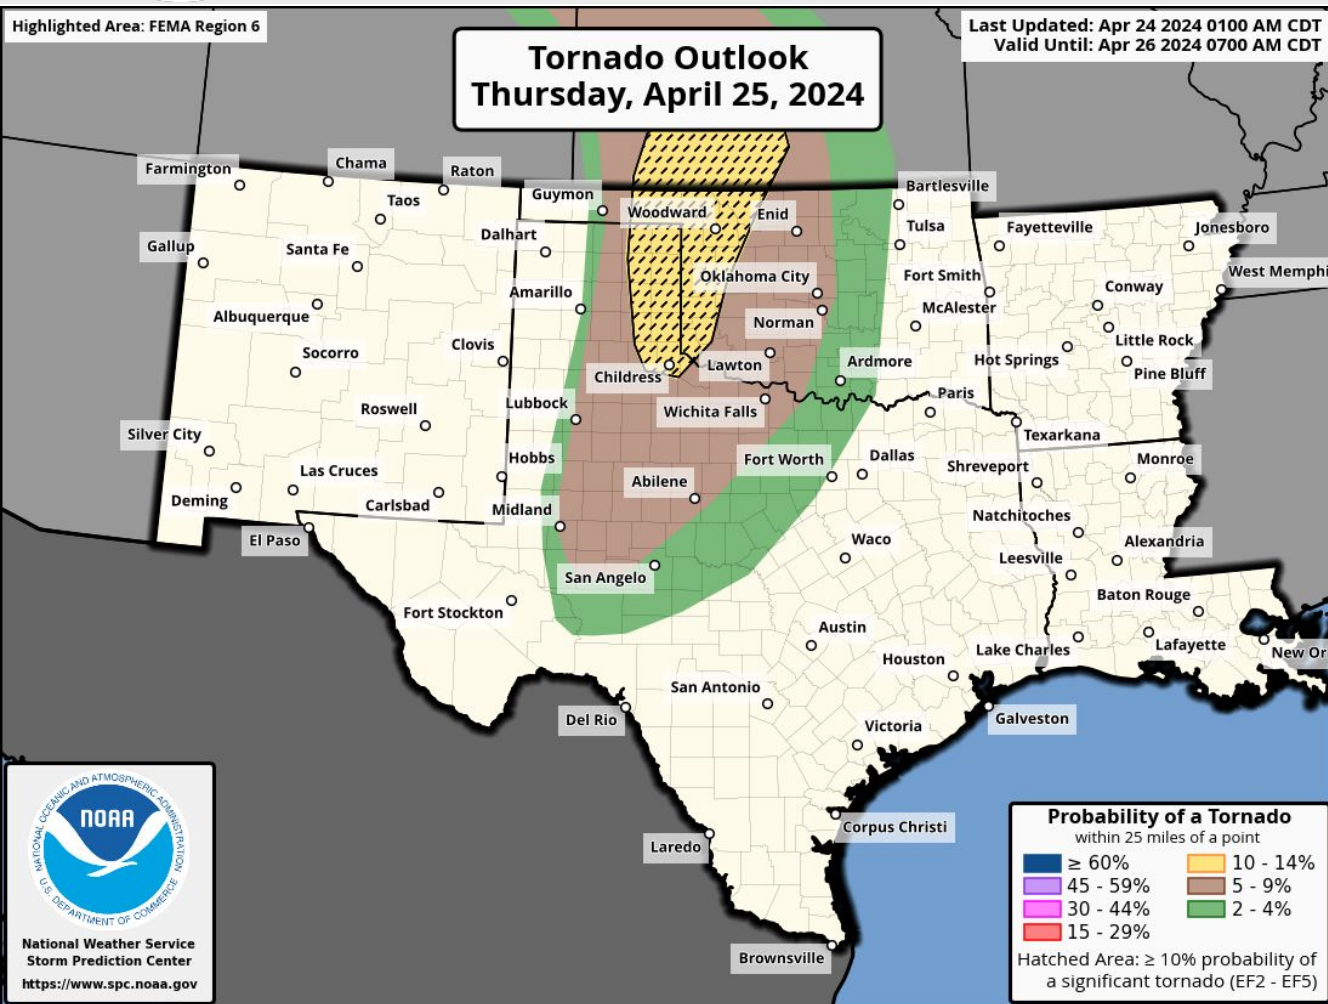 Highlighted Area: FEMA Region 6
Last Updated: Apr 24 2024 0100 AM CDT
Valid Until: Apr 26 2024 0700 AM CDT
Tornado Outlook
Thursday, April 25, 2024
Farmington
Chama
Raton
Taos
Guymon
Woodward
Enid
Bartlesville
Gallup
Santa Fe
Dalhart
Tulsa
Fayetteville
Jonesboro
Amarillo
Oklahoma City
Fort Smith
Conway
West Memphi
Albuquerque
Norman
McAlester
Little Rock
Socorro
Clovis
Childress
Lawton
Ardmore
Hot Springs
Pine Bluff
Roswell
Lubbock
Wichita Falls
Paris
Texarkana
Silver City
Las Cruces
Hobbs
Abilene
Fort Worth
Dallas
Shreveport
Monroe
Deming
Carlsbad
Midland
Natchitoches
El Paso
San Angelo
Waco
Leesville
Alexandria
Fort Stockton
Baton Rouge
Austin
Houston
Lake Charles
Lafayette
New Or
San Antonio
Del Rio
Victoria
Galveston
Laredo
Corpus Christi
Brownsville
NATIONAL OCEANIC AND ATMOSPHERIC ADMINISTRATION
NOAA
U.S. DEPARTMENT OF COMMERCE
National Weather Service
Storm Prediction Center
https://www.spc.noaa.gov
Probability of a Tornado
within 25 miles of a point
≥ 60%
10 - 14%
45 - 59%
5 - 9%
30 - 44%
2 - 4%
15 - 29%
Hatched Area: ≥ 10% probability of
a significant tornado (EF2 - EF5)